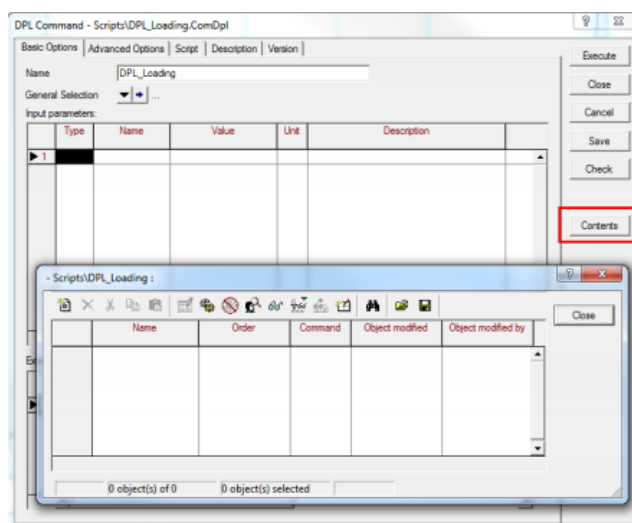 DPL Command - Scripts\DPL_Loading.ComDpl
Basic Options Advanced Options Script Description Version
Execute
Name DPL_Loading
Close
General Selection ...
Cancel
Input parameters:
Type Name Value Unit Description
Save
1
Check
Contents
- Scripts\DPL_Loading :
Close
Name Order Command Object modified Object modified by
0 object(s) of 0 0 object(s) selected